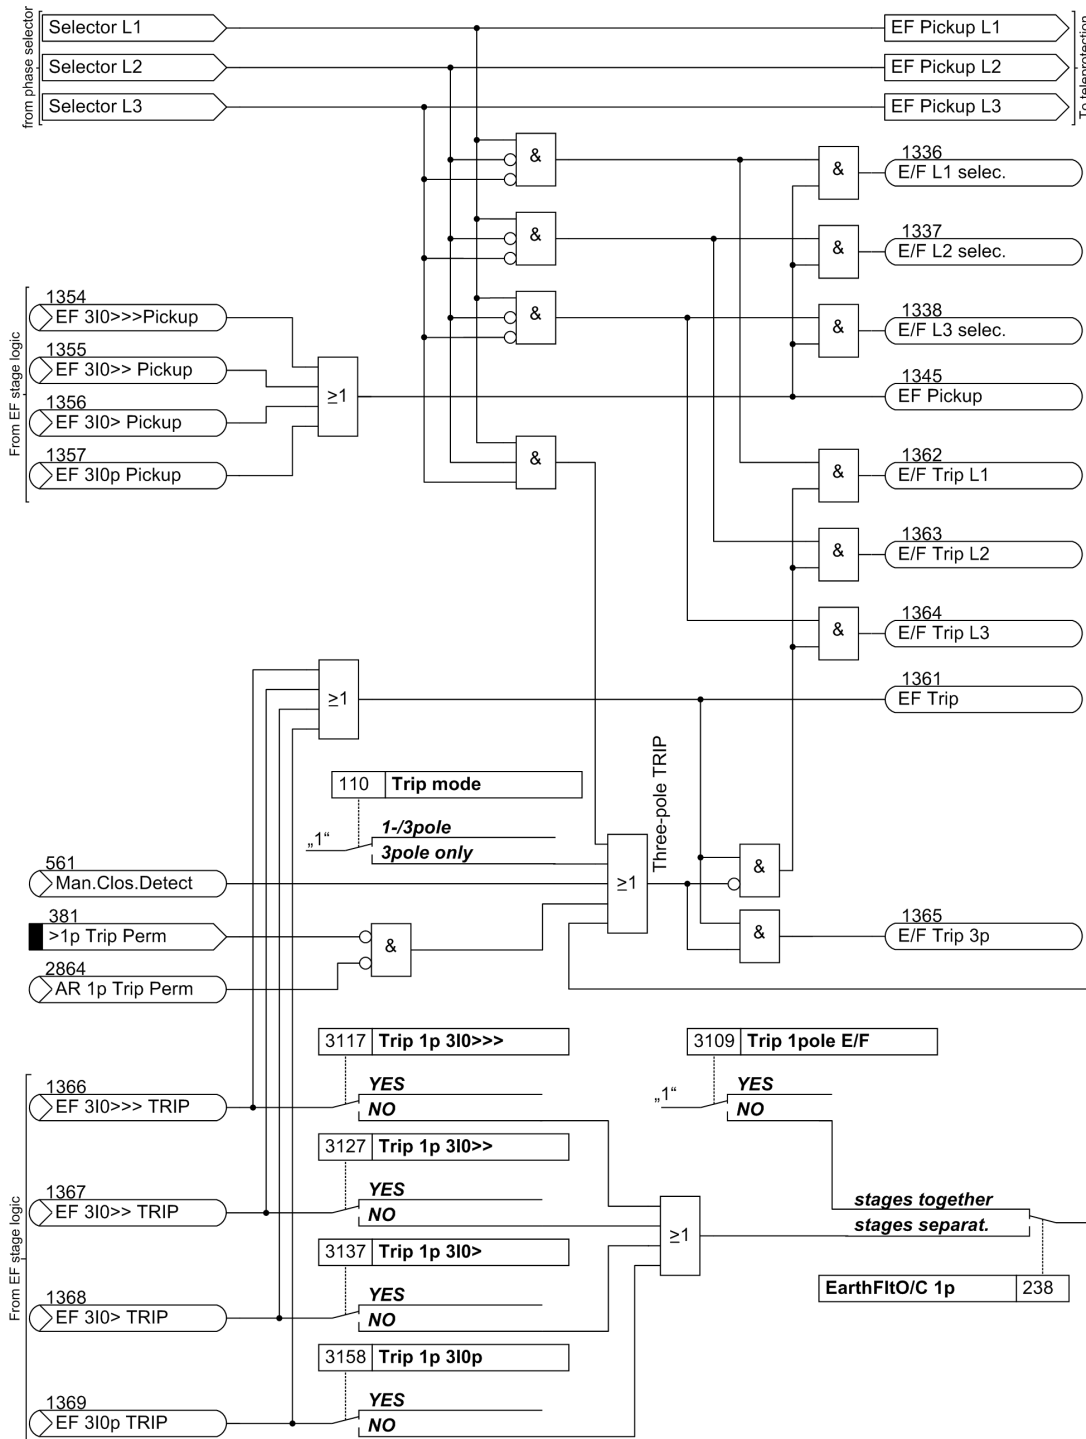 from phase selector
Selector L1
EF Pickup L1
Selector L2
EF Pickup L2
Selector L3
EF Pickup L3
To teleprotection
&
&
1336
E/F L1 selec.
&
&
1337
E/F L2 selec.
&
&
1338
E/F L3 selec.
From EF stage logic
1354
EF 3I0>>>Pickup
1355
EF 3I0>> Pickup
1356
EF 3I0> Pickup
1357
EF 3I0p Pickup
≥1
1345
EF Pickup
&
&
1362
E/F Trip L1
&
1363
E/F Trip L2
&
1364
E/F Trip L3
≥1
1361
EF Trip
110 Trip mode
„1“
1-/3pole
3pole only
Three-pole TRIP
561
Man.Clos.Detect
≥1
&
381
>1p Trip Perm
&
&
1365
E/F Trip 3p
2864
AR 1p Trip Perm
3117 Trip 1p 3I0>>>
3109 Trip 1pole E/F
From EF stage logic
1366
EF 3I0>>> TRIP
YES
NO
„1“
YES
NO
3127 Trip 1p 3I0>>
1367
EF 3I0>> TRIP
YES
NO
≥1
stages together
stages separat.
3137 Trip 1p 3I0>
EarthFltO/C 1p 238
1368
EF 3I0> TRIP
YES
NO
3158 Trip 1p 3I0p
1369
EF 3I0p TRIP
YES
NO